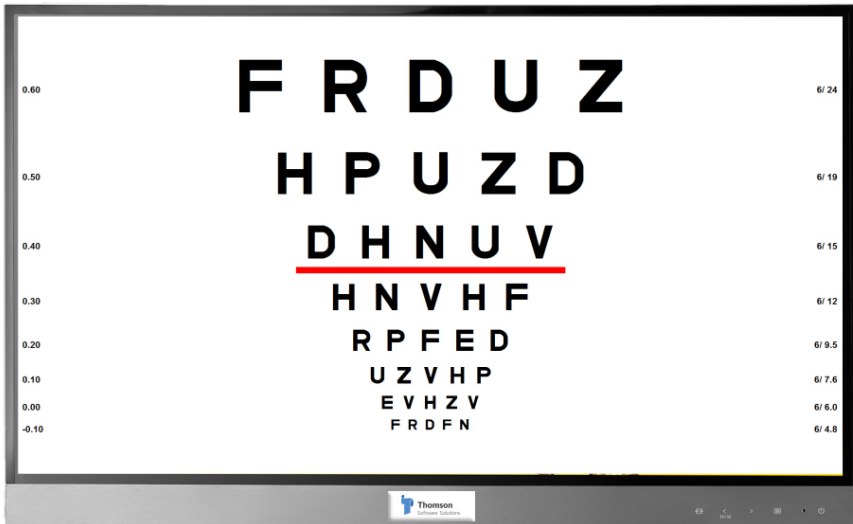 0.60 F R D U Z 6/ 24
0.50 H P U Z D 6/ 19
0.40 D H N U V 6/ 15
0.30 H N V H F 6/ 12
0.20 R P F E D 6/ 9.5
0.10 U Z V H P 6/ 7.6
0.00 E V H Z V 6/ 6.0
-0.10 F R D F N 6/ 4.8
Thomson
Software Solutions